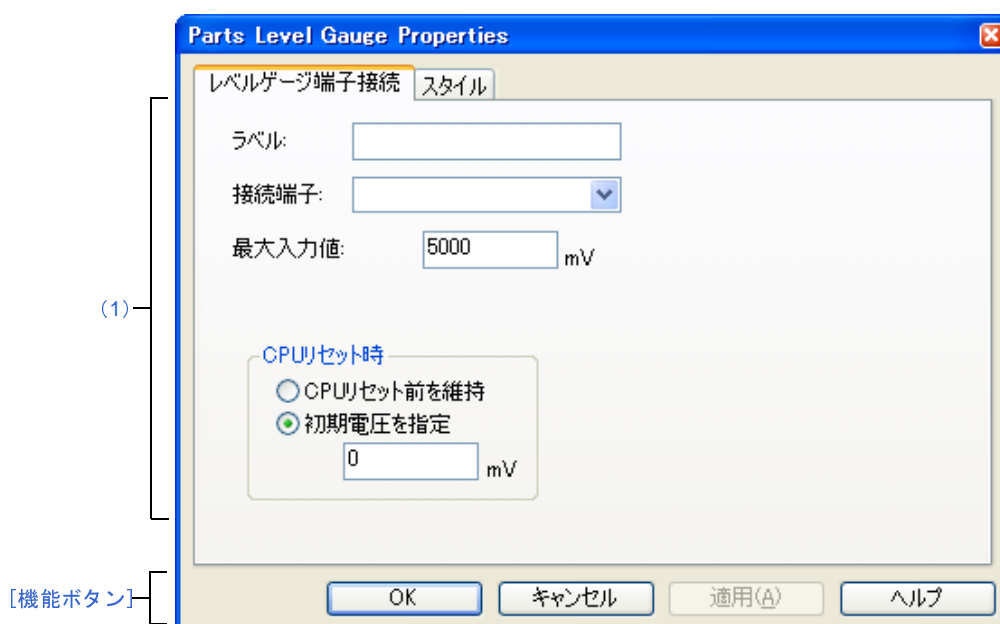 Parts Level Gauge Properties
レベルゲージ端子接続 スタイル
ラベル:
接続端子:
最大入力値: 5000 mV
(1)
CPUリセット時
CPUリセット前を維持
初期電圧を指定
0 mV
[機能ボタン]
OK キャンセル 適用(A) ヘルプ